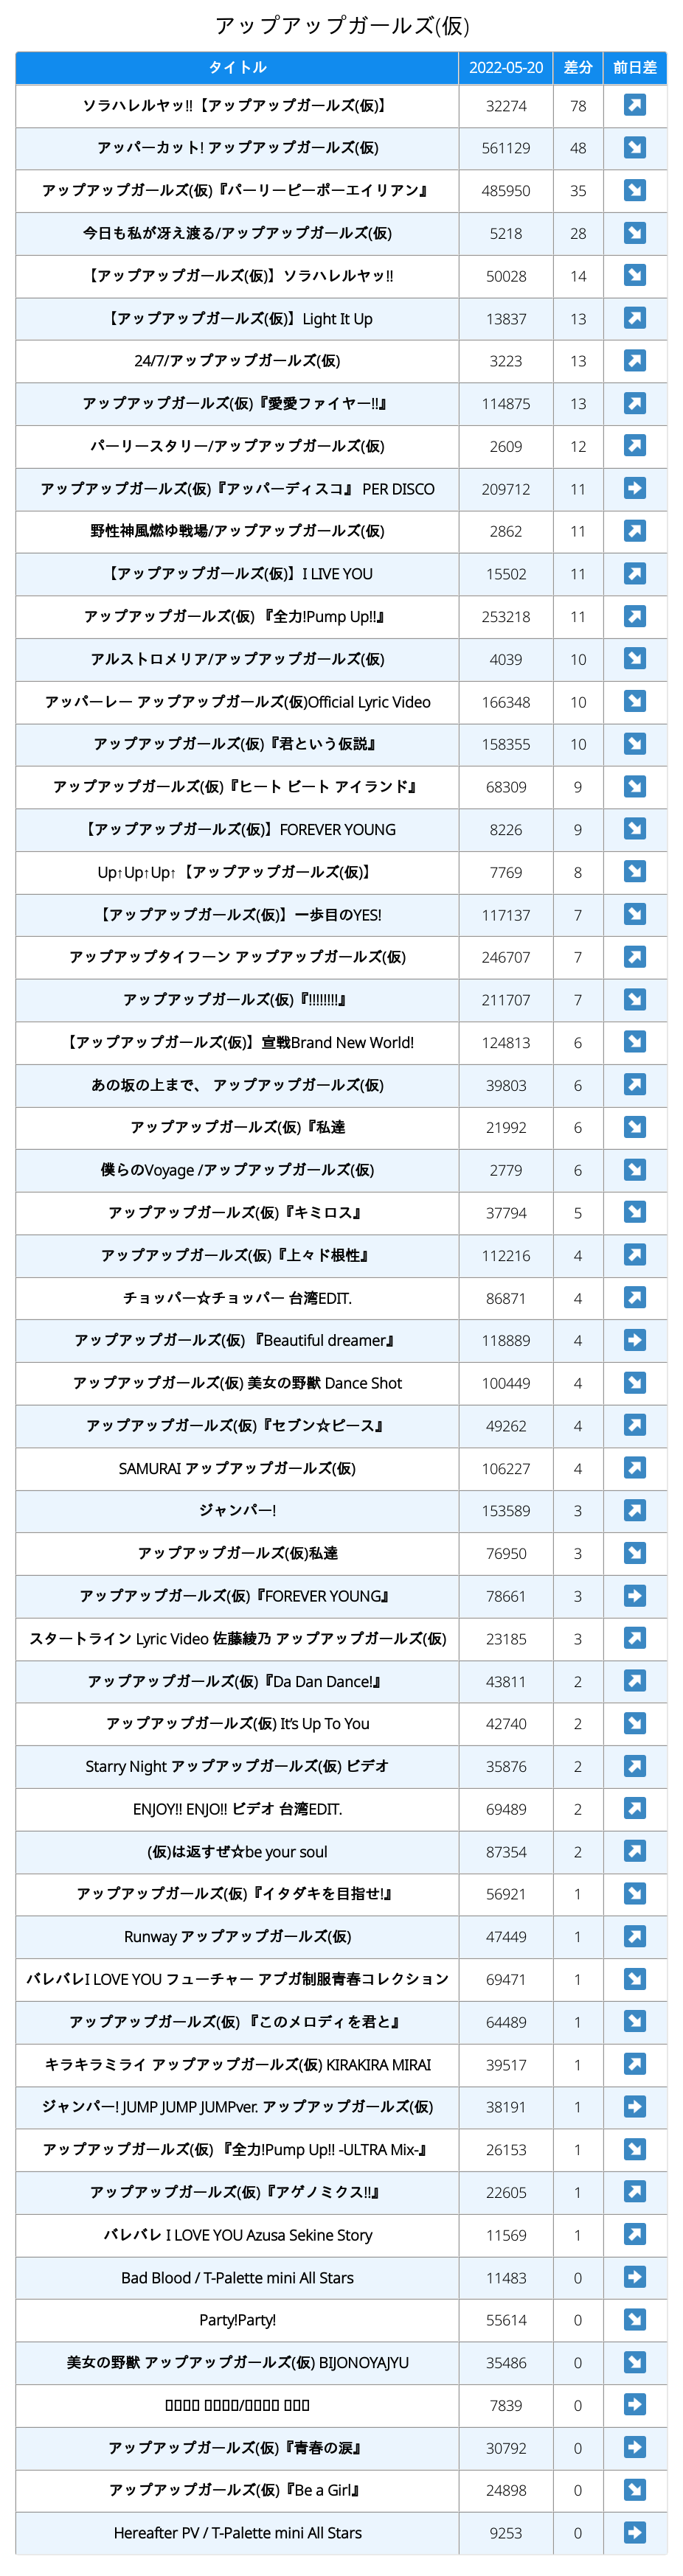 アップアップガールズ(仮)
タイトル 2022-05-20 差分 前日差
ソラハレルヤッ!!【アップアップガールズ(仮)】 32274 78 ↗
アッパーカット! アップアップガールズ(仮) 561129 48 ↘
アップアップガールズ(仮)『パーリーピーポーエイリアン』 485950 35 ↘
今日も私が冴え渡る/アップアップガールズ(仮) 5218 28 ↘
【アップアップガールズ(仮)】ソラハレルヤッ!! 50028 14 ↘
【アップアップガールズ(仮)】Light It Up 13837 13 ↗
24/7/アップアップガールズ(仮) 3223 13 ↗
アップアップガールズ(仮)『愛愛ファイヤー!!』 114875 13 ↗
パーリースタリー/アップアップガールズ(仮) 2609 12 ↗
アップアップガールズ(仮)『アッパーディスコ』 PER DISCO 209712 11 ➡
野性神風燃ゆ戦場/アップアップガールズ(仮) 2862 11 ↗
【アップアップガールズ(仮)】I LIVE YOU 15502 11 ↗
アップアップガールズ(仮) 『全力!Pump Up!!』 253218 11 ↗
アルストロメリア/アップアップガールズ(仮) 4039 10 ↘
アッパーレー アップアップガールズ(仮)Official Lyric Video 166348 10 ↘
アップアップガールズ(仮)『君という仮説』 158355 10 ↘
アップアップガールズ(仮)『ヒート ビート アイランド』 68309 9 ↘
【アップアップガールズ(仮)】FOREVER YOUNG 8226 9 ↘
Up↑Up↑Up↑【アップアップガールズ(仮)】 7769 8 ↘
【アップアップガールズ(仮)】一歩目のYES! 117137 7 ↘
アップアップタイフーン アップアップガールズ(仮) 246707 7 ↗
アップアップガールズ(仮)『!!!!!!!!』 211707 7 ↘
【アップアップガールズ(仮)】宣戦Brand New World! 124813 6 ↘
あの坂の上まで、 アップアップガールズ(仮) 39803 6 ↗
アップアップガールズ(仮)『私達 21992 6 ↘
僕らのVoyage /アップアップガールズ(仮) 2779 6 ↘
アップアップガールズ(仮)『キミロス』 37794 5 ↘
アップアップガールズ(仮)『上々ド根性』 112216 4 ↗
チョッパー☆チョッパー 台湾EDIT. 86871 4 ↗
アップアップガールズ(仮) 『Beautiful dreamer』 118889 4 ➡
アップアップガールズ(仮) 美女の野獣 Dance Shot 100449 4 ↘
アップアップガールズ(仮)『セブン☆ピース』 49262 4 ↗
SAMURAI アップアップガールズ(仮) 106227 4 ↗
ジャンパー! 153589 3 ↗
アップアップガールズ(仮)私達 76950 3 ↘
アップアップガールズ(仮)『FOREVER YOUNG』 78661 3 ➡
スタートライン Lyric Video 佐藤綾乃 アップアップガールズ(仮) 23185 3 ↗
アップアップガールズ(仮)『Da Dan Dance!』 43811 2 ↗
アップアップガールズ(仮) It's Up To You 42740 2 ↘
Starry Night アップアップガールズ(仮) ビデオ 35876 2 ↗
ENJOY!! ENJO!! ビデオ 台湾EDIT. 69489 2 ↗
(仮)は返すぜ☆be your soul 87354 2 ↗
アップアップガールズ(仮)『イタダキを目指せ!』 56921 1 ↘
Runway アップアップガールズ(仮) 47449 1 ↗
バレバレI LOVE YOU フューチャー アプガ制服青春コレクション 69471 1 ↘
アップアップガールズ(仮) 『このメロディを君と』 64489 1 ↘
キラキラミライ アップアップガールズ(仮) KIRAKIRA MIRAI 39517 1 ↗
ジャンパー! JUMP JUMP JUMPver. アップアップガールズ(仮) 38191 1 ➡
アップアップガールズ(仮) 『全力!Pump Up!! -ULTRA Mix-』 26153 1 ↘
アップアップガールズ(仮)『アゲノミクス!!』 22605 1 ↗
バレバレ I LOVE YOU Azusa Sekine Story 11569 1 ↗
Bad Blood / T-Palette mini All Stars 11483 0 ➡
Party!Party! 55614 0 ↘
美女の野獣 アップアップガールズ(仮) BIJONOYAJYU 35486 0 ↘
▯▯▯▯ ▯▯▯▯/▯▯▯▯ ▯▯▯ 7839 0 ➡
アップアップガールズ(仮)『青春の涙』 30792 0 ➡
アップアップガールズ(仮)『Be a Girl』 24898 0 ↘
Hereafter PV / T-Palette mini All Stars 9253 0 ➡